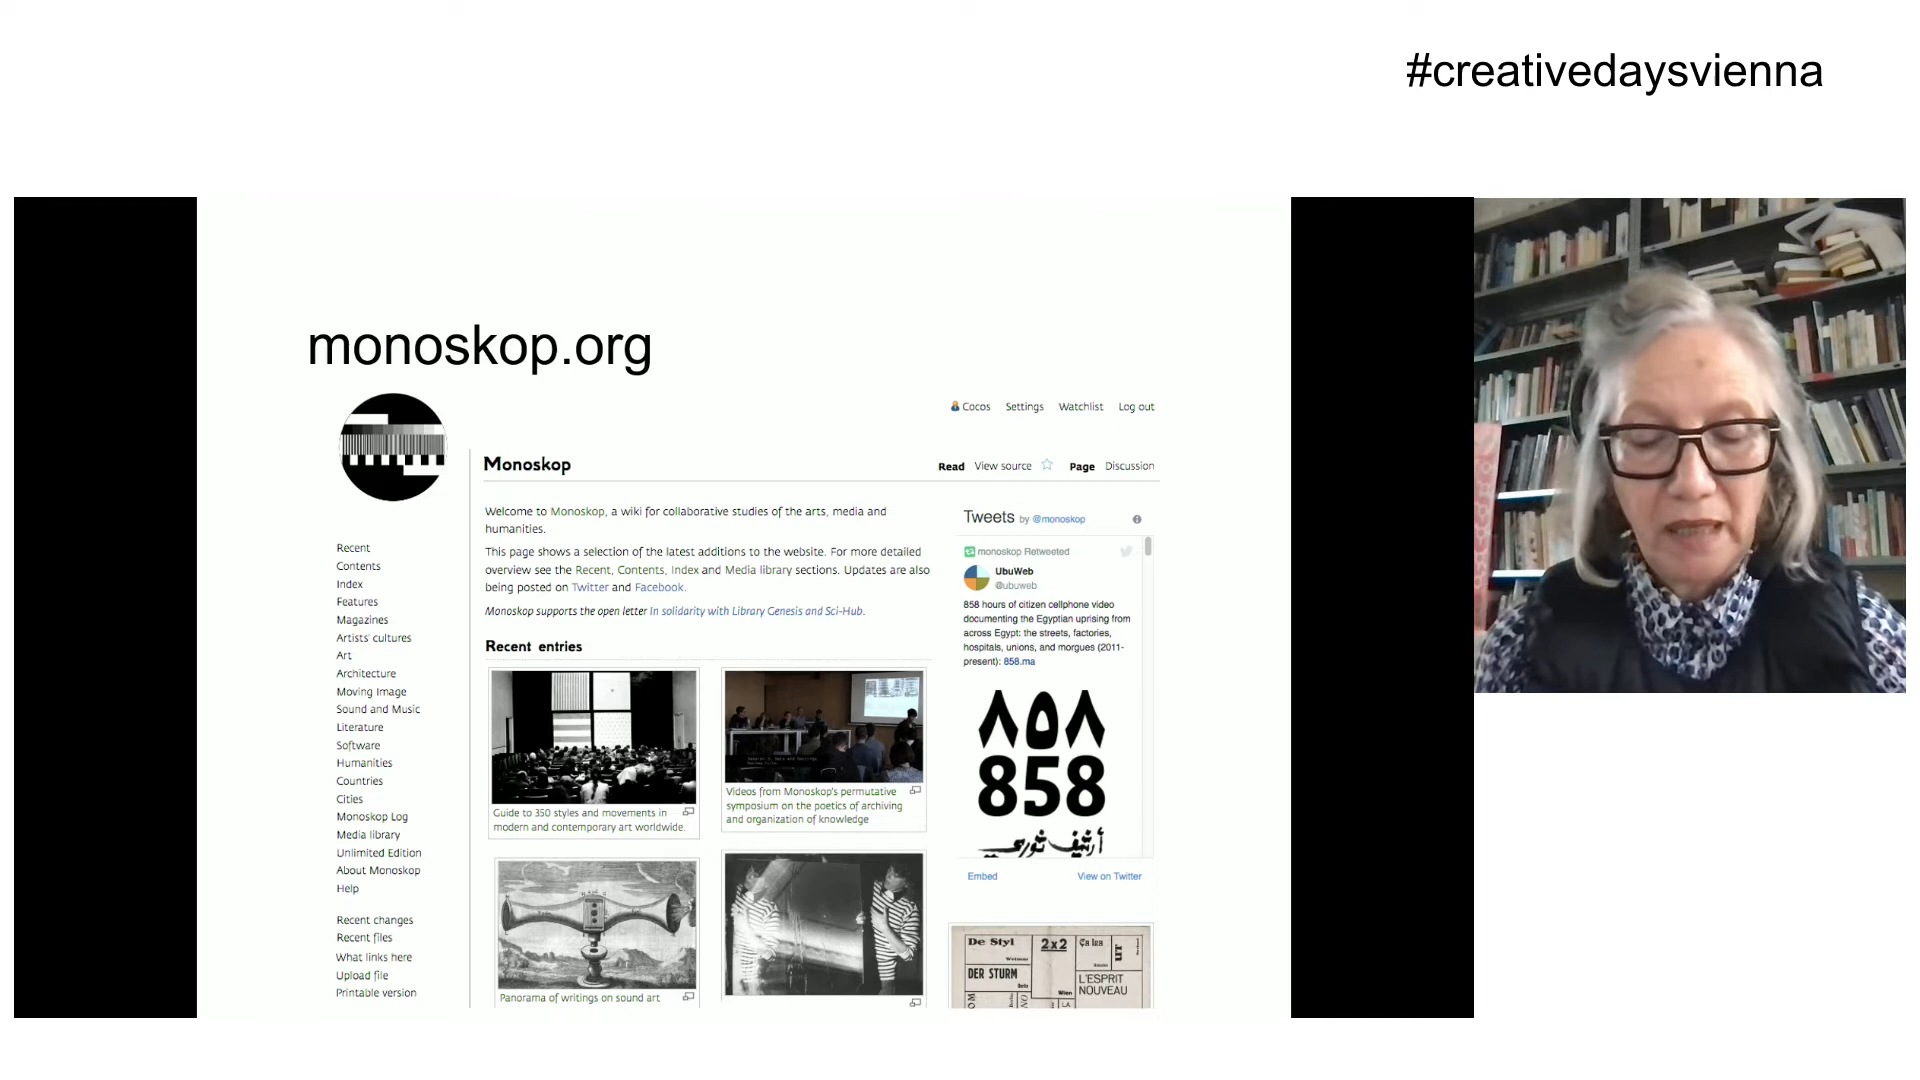 #creativedaysvienna
monoskop.org
Cocos Settings Watchlist Log out
Monoskop
Read View source Page Discussion
Welcome to Monoskop, a wiki for collaborative studies of the arts, media and
humanities.
This page shows a selection of the latest additions to the website. For more detailed
overview see the Recent, Contents, Index and Media library sections. Updates are also
being posted on Twitter and Facebook.
Monoskop supports the open letter In solidarity with Library Genesis and Sci-Hub.
Recent entries
Guide to 350 styles and movements in
modern and contemporary art worldwide.
Videos from Monoskop's permutative
symposium on the poetics of archiving
and organization of knowledge
Panorama of writings on sound art
Recent
Contents
Index
Features
Magazines
Artists' cultures
Art
Architecture
Moving Image
Sound and Music
Literature
Software
Humanities
Countries
Cities
Monoskop Log
Media library
Unlimited Edition
About Monoskop
Help
Recent changes
Recent files
What links here
Upload file
Printable version
Tweets by @monoskop
monoskop Retweeted
UbuWeb
@ubuweb
858 hours of citizen cellphone video
documenting the Egyptian uprising from
across Egypt: the streets, factories,
hospitals, unions, and morgues (2011-
present): 858.ma
٨٥٨
858
Embed View on Twitter
De Styl
2x2
Ça Ira
DER STURM
L'ESPRIT
NOUVEAU
Wien